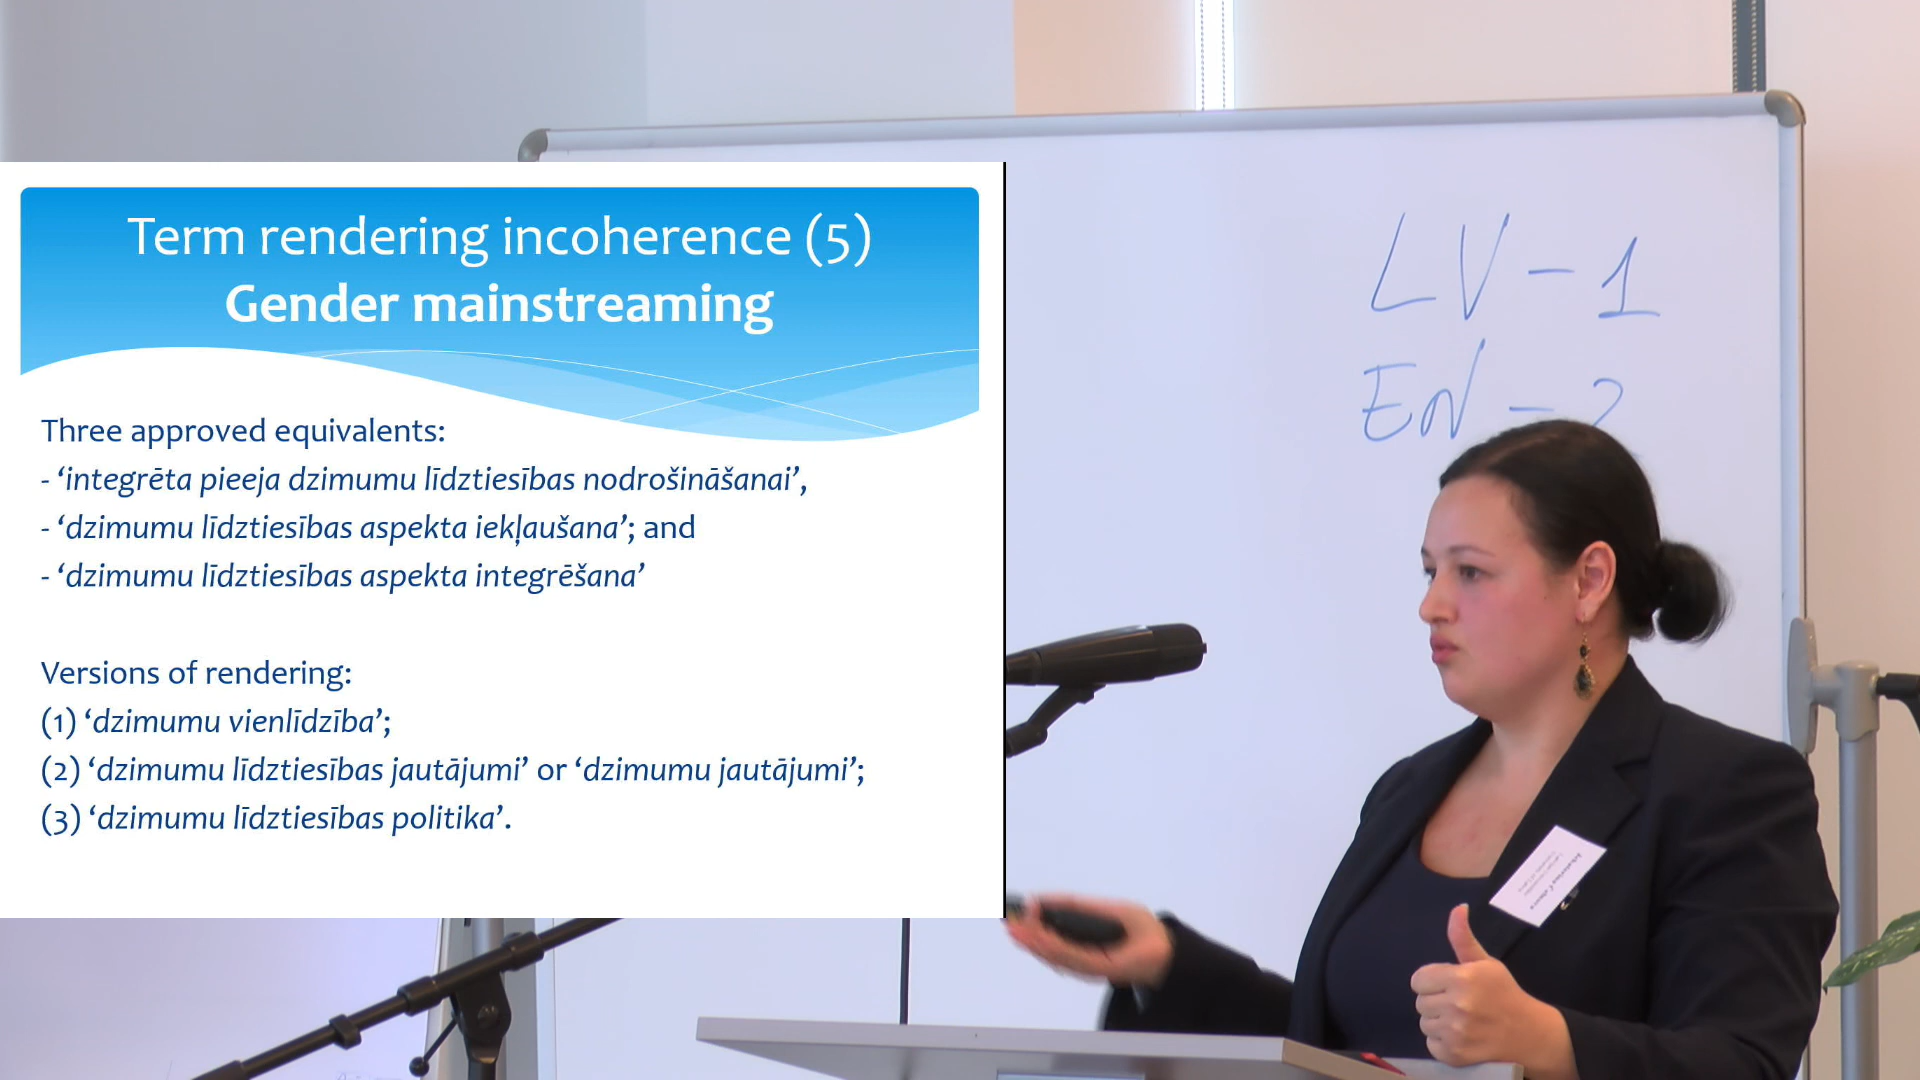 Term rendering incoherence (5)
Gender mainstreaming
Three approved equivalents:
- ‘integrēta pieeja dzimumu līdztiesības nodrošināšanai’,
- ‘dzimumu līdztiesības aspekta iekļaušana’; and
- ‘dzimumu līdztiesības aspekta integrēšana’
Versions of rendering:
(1) ‘dzimumu vienlīdzība’;
(2) ‘dzimumu līdztiesības jautājumi’ or ‘dzimumu jautājumi’;
(3) ‘dzimumu līdztiesības politika’.
LV - 1
EN - 2